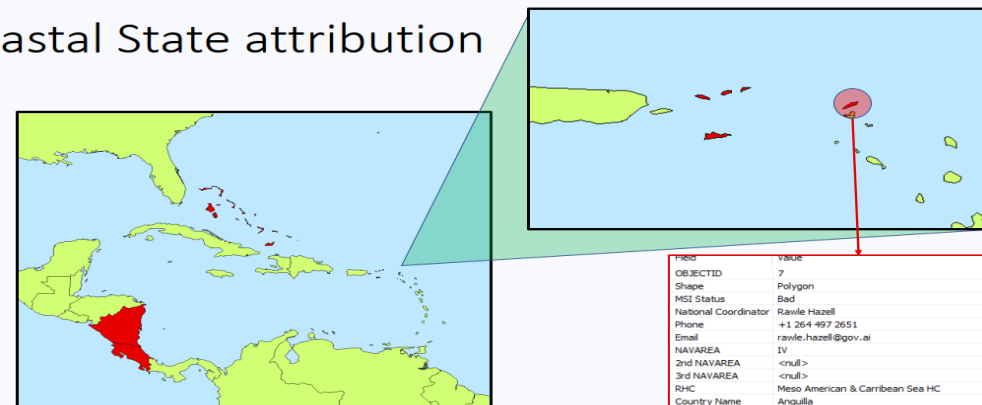 astal State attribution
Field Value
OBJECTID 7
Shape Polygon
MSI Status Bad
National Coordinator Rawle Hazell
Phone +1 264 497 2651
Email rawle.hazell@gov.ai
NAVAREA IV
2nd NAVAREA <null>
3rd NAVAREA <null>
RHC Meso American & Carribean Sea HC
Country Name Anguilla